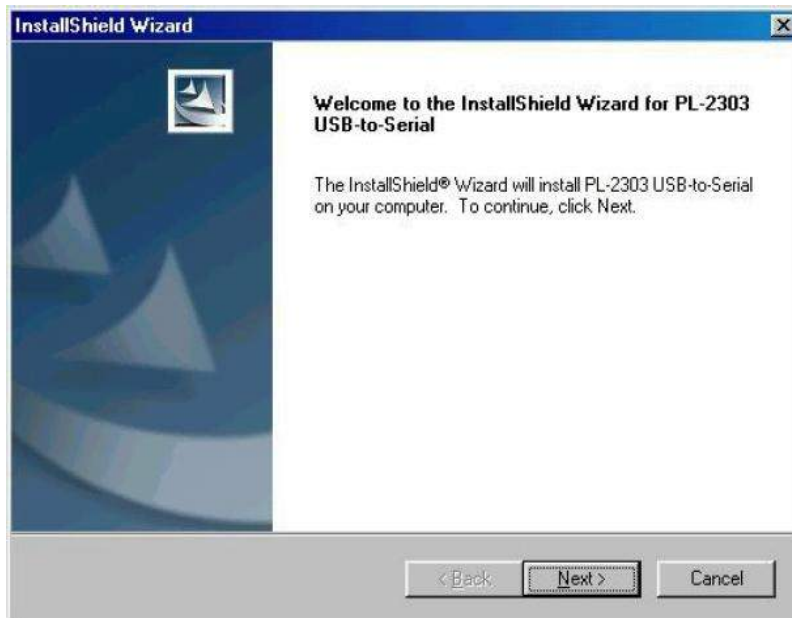 InstallShield Wizard
Welcome to the InstallShield Wizard for PL-2303
USB-to-Serial
The InstallShield® Wizard will install PL-2303 USB-to-Serial
on your computer. To continue, click Next.
< Back
Next >
Cancel